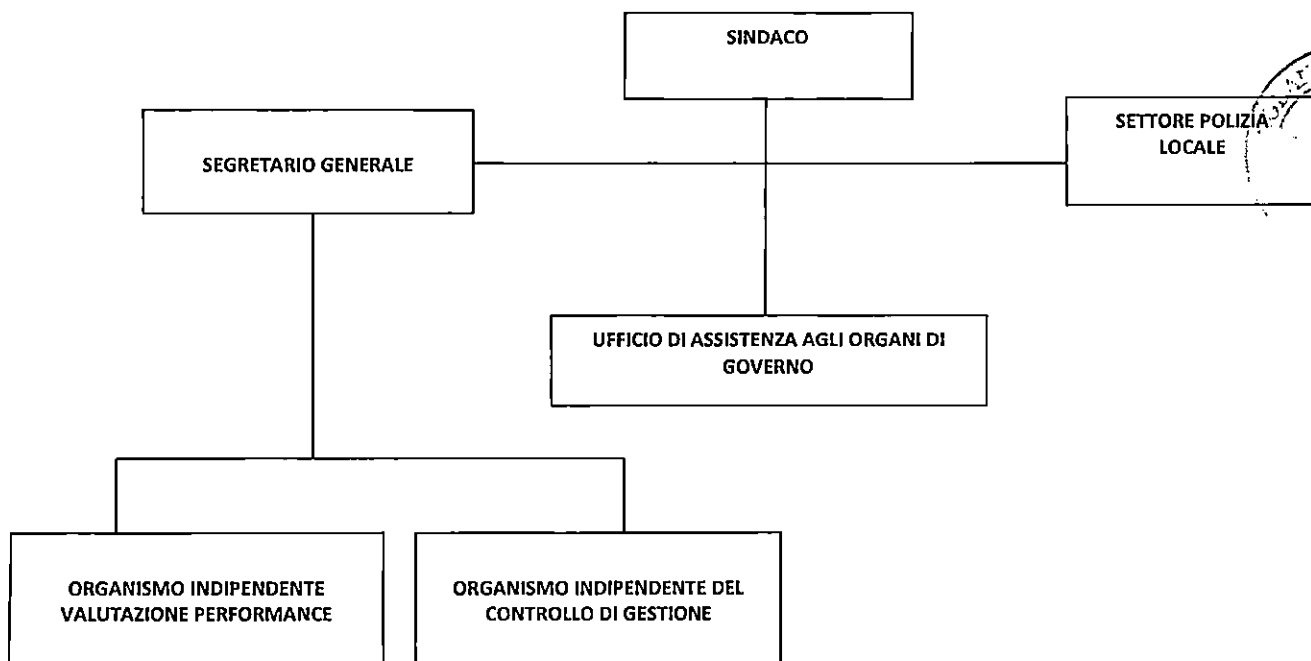 SINDACO
SEGRETARIO GENERALE
SETTORE POLIZIA
LOCALE
UFFICIO DI ASSISTENZA AGLI ORGANI DI
GOVERNO
ORGANISMO INDIPENDENTE
VALUTAZIONE PERFORMANCE
ORGANISMO INDIPENDENTE DEL
CONTROLLO DI GESTIONE